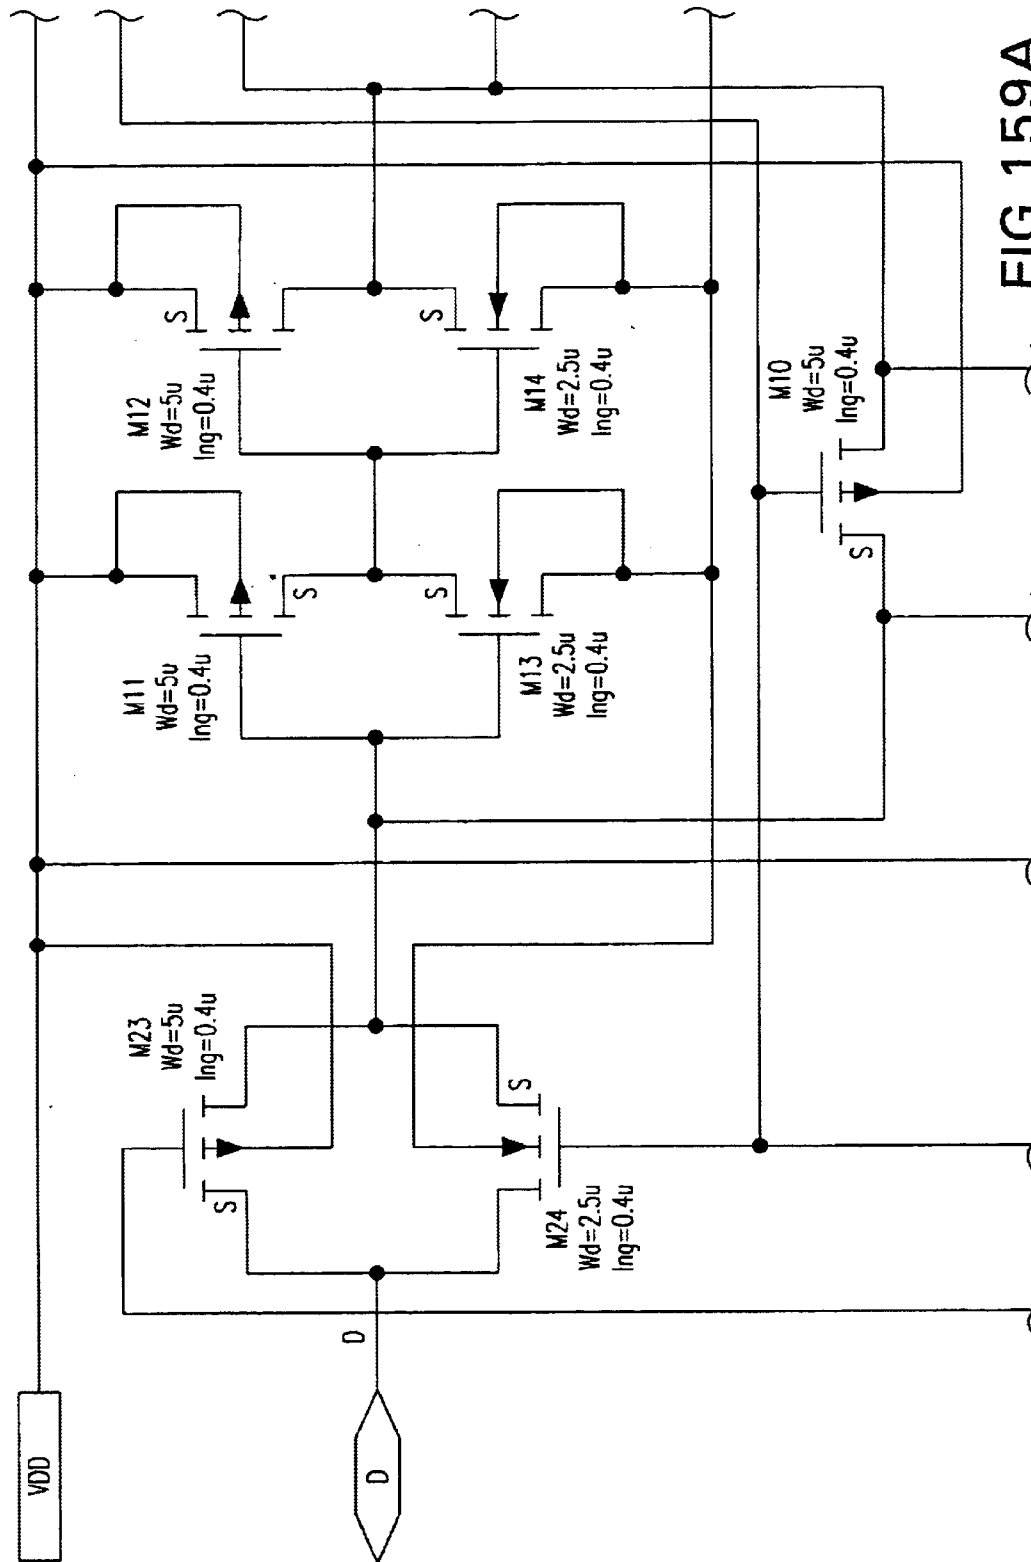 VDD
D
D
M23
Wd=5u
lng=0.4u
S
M24
Wd=2.5u
lng=0.4u
S
M11
Wd=5u
lng=0.4u
S
M13
Wd=2.5u
lng=0.4u
S
M12
Wd=5u
lng=0.4u
S
M14
Wd=2.5u
lng=0.4u
S
M10
Wd=5u
lng=0.4u
S
FIG 159A